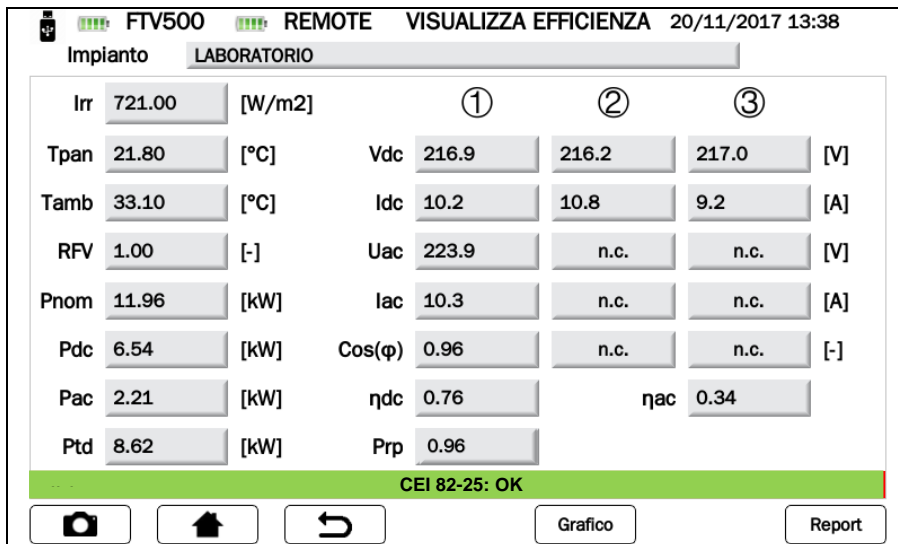 FTV500 REMOTE VISUALIZZA EFFICIENZA 20/11/2017 13:38
Impianto LABORATORIO
Irr 721.00 [W/m2] ① ② ③
Tpan 21.80 [°C] Vdc 216.9 216.2 217.0 [V]
Tamb 33.10 [°C] Idc 10.2 10.8 9.2 [A]
RFV 1.00 [-] Uac 223.9 n.c. n.c. [V]
Pnom 11.96 [kW] Iac 10.3 n.c. n.c. [A]
Pdc 6.54 [kW] Cos(φ) 0.96 n.c. n.c. [-]
Pac 2.21 [kW] ηdc 0.76 ηac 0.34
Ptd 8.62 [kW] Prp 0.96
CEI 82-25: OK
Grafico Report